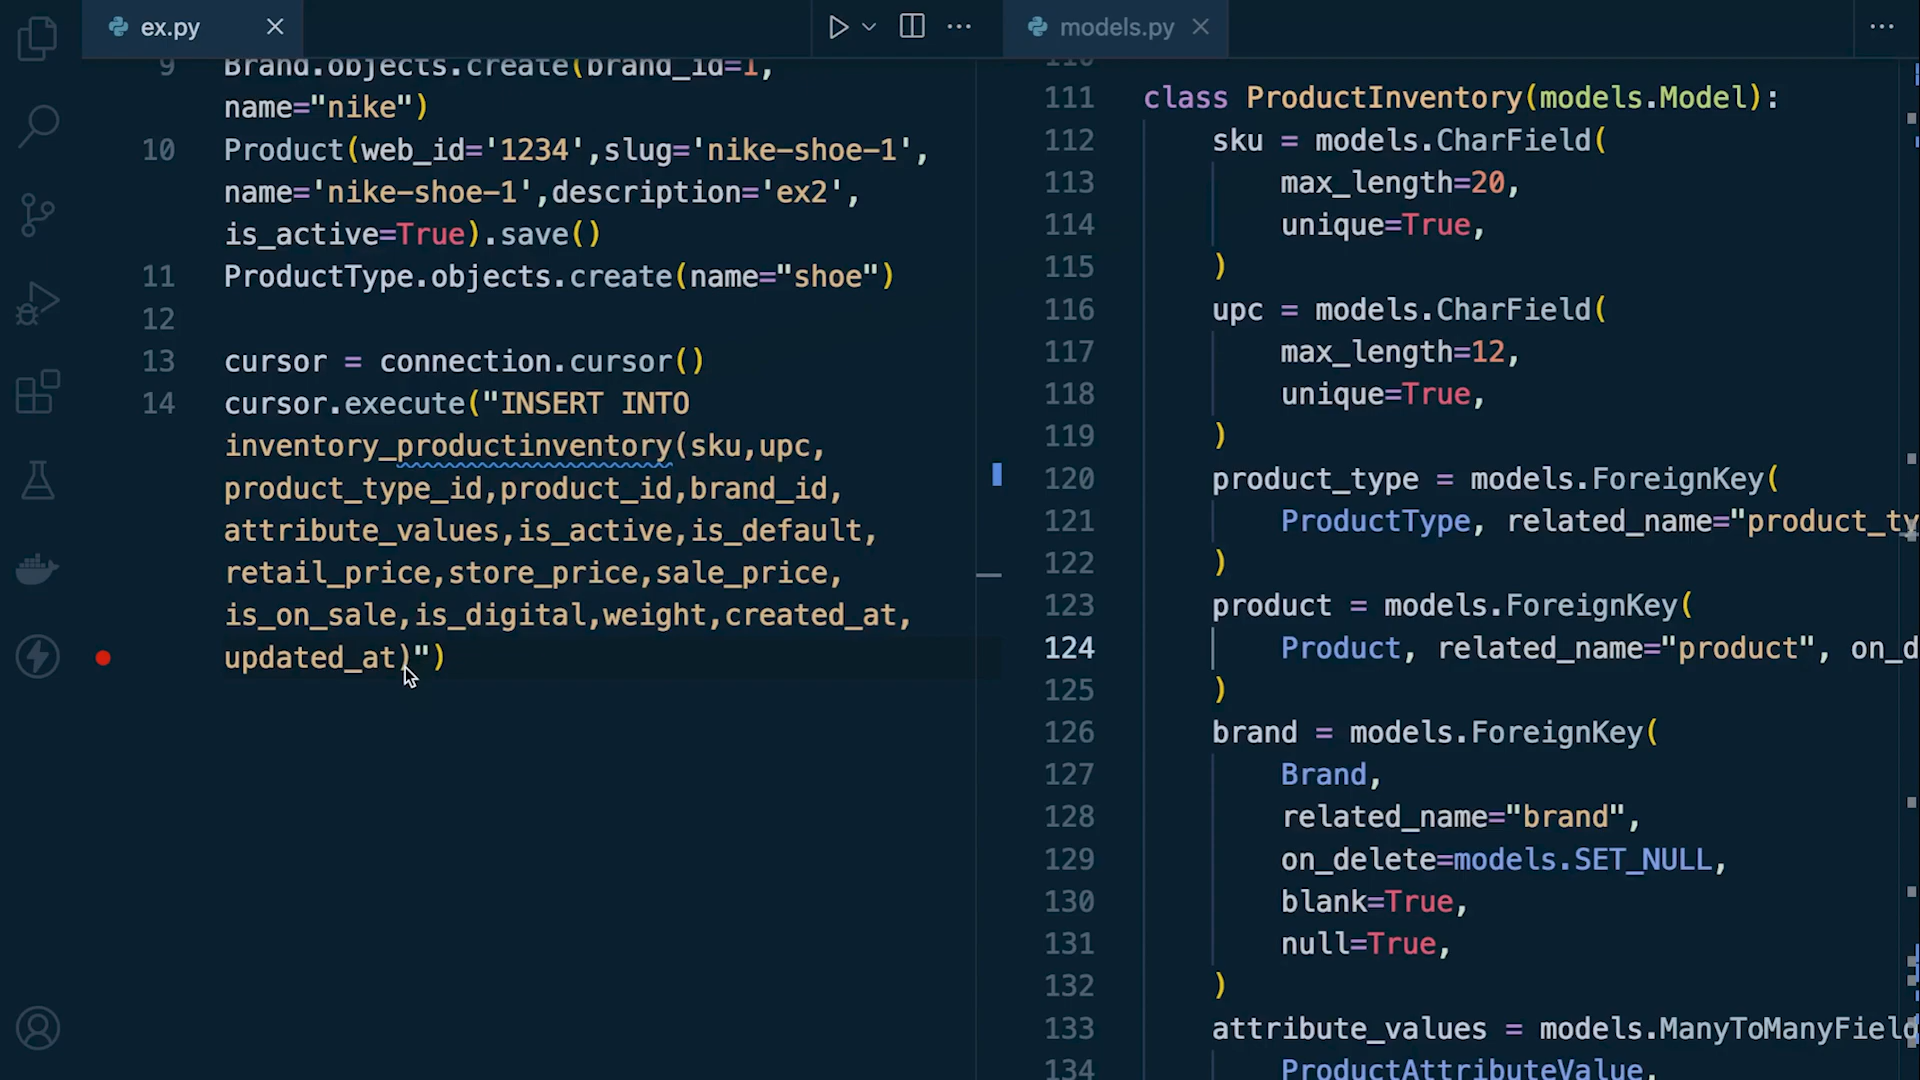 ex.py
models.py
9 Brand.objects.create(brand_id=1,
name="nike")
10 Product(web_id='1234',slug='nike-shoe-1',
name='nike-shoe-1',description='ex2',
is_active=True).save()
11 ProductType.objects.create(name="shoe")
12
13 cursor = connection.cursor()
14 cursor.execute("INSERT INTO
inventory_productinventory(sku,upc,
product_type_id,product_id,brand_id,
attribute_values,is_active,is_default,
retail_price,store_price,sale_price,
is_on_sale,is_digital,weight,created_at,
updated_at)")
110
111 class ProductInventory(models.Model):
112 sku = models.CharField(
113 max_length=20,
114 unique=True,
115 )
116 upc = models.CharField(
117 max_length=12,
118 unique=True,
119 )
120 product_type = models.ForeignKey(
121 ProductType, related_name="product_ty
122 )
123 product = models.ForeignKey(
124 Product, related_name="product", on_d
125 )
126 brand = models.ForeignKey(
127 Brand,
128 related_name="brand",
129 on_delete=models.SET_NULL,
130 blank=True,
131 null=True,
132 )
133 attribute_values = models.ManyToManyField
134 ProductAttributeValue,